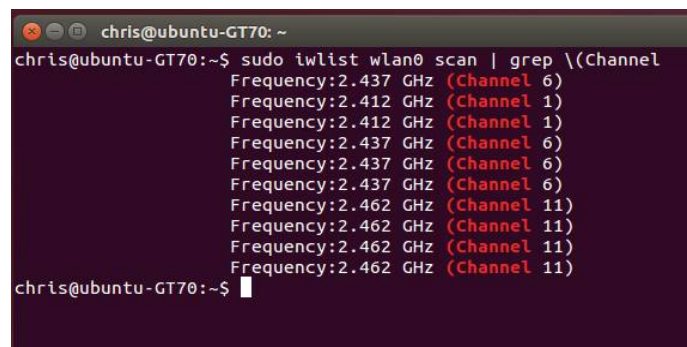 chris@ubuntu-GT70: ~
chris@ubuntu-GT70:~$ sudo iwlist wlan0 scan | grep \(Channel
Frequency:2.437 GHz (Channel 6)
Frequency:2.412 GHz (Channel 1)
Frequency:2.412 GHz (Channel 1)
Frequency:2.437 GHz (Channel 6)
Frequency:2.437 GHz (Channel 6)
Frequency:2.437 GHz (Channel 6)
Frequency:2.462 GHz (Channel 11)
Frequency:2.462 GHz (Channel 11)
Frequency:2.462 GHz (Channel 11)
Frequency:2.462 GHz (Channel 11)
chris@ubuntu-GT70:~$